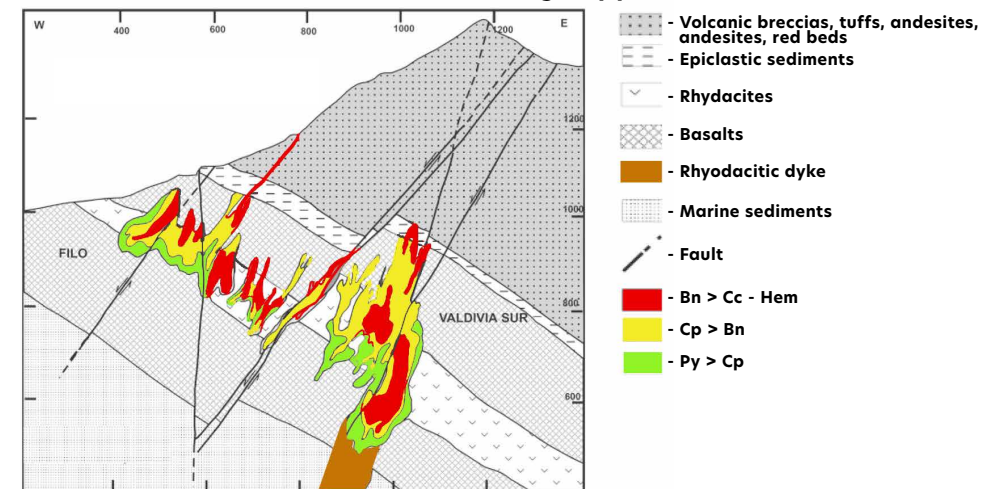 W
E
400
600
800
1000
1200
1200
1000
800
600
FILO
VALDIVIA SUR
- Volcanic breccias, tuffs, andesites,
andesites, red beds
- Epiclastic sediments
- Rhydacites
- Basalts
- Rhyodacitic dyke
- Marine sediments
- Fault
- Bn > Cc - Hem
- Cp > Bn
- Py > Cp